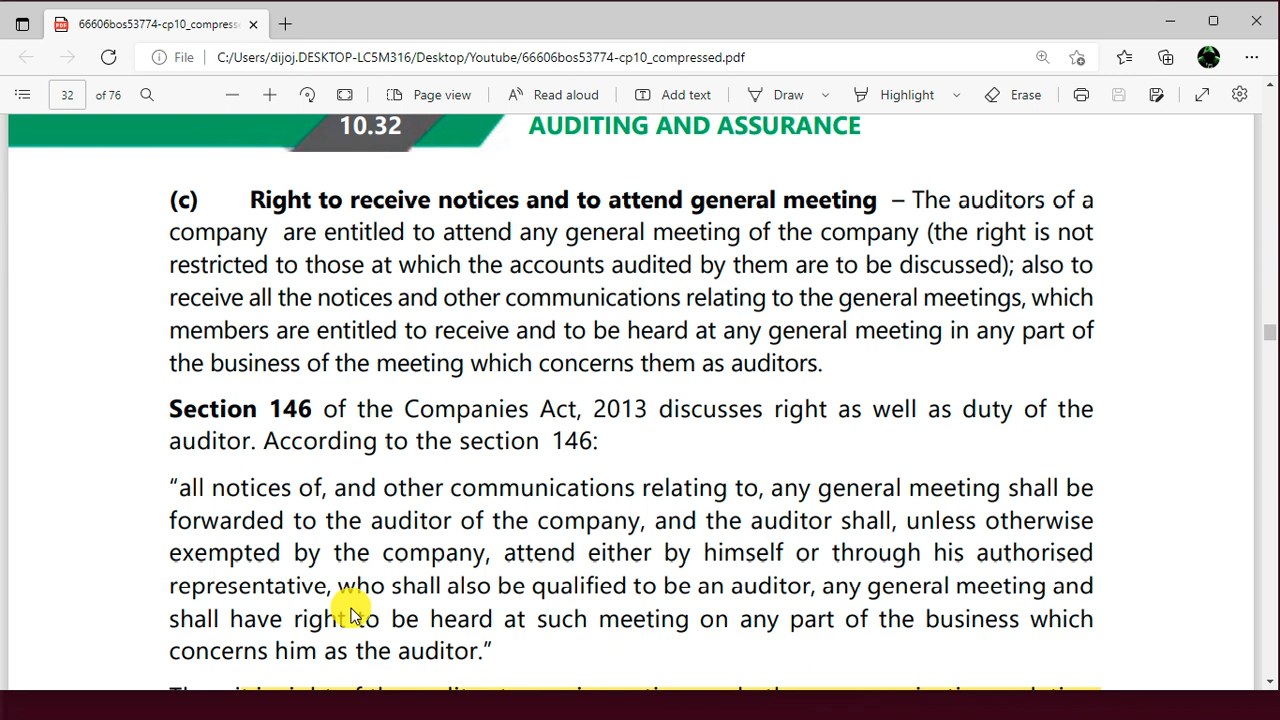 66606bos53774-cp10_compress
File C:/Users/dijoj.DESKTOP-LC5M316/Desktop/Youtube/66606bos53774-cp10_compressed.pdf
32 of 76 Page view Read aloud Add text Draw Highlight Erase
10.32 AUDITING AND ASSURANCE
(c) Right to receive notices and to attend general meeting – The auditors of a
company are entitled to attend any general meeting of the company (the right is not
restricted to those at which the accounts audited by them are to be discussed); also to
receive all the notices and other communications relating to the general meetings, which
members are entitled to receive and to be heard at any general meeting in any part of
the business of the meeting which concerns them as auditors.
Section 146 of the Companies Act, 2013 discusses right as well as duty of the
auditor. According to the section 146:
“all notices of, and other communications relating to, any general meeting shall be
forwarded to the auditor of the company, and the auditor shall, unless otherwise
exempted by the company, attend either by himself or through his authorised
representative, who shall also be qualified to be an auditor, any general meeting and
shall have right to be heard at such meeting on any part of the business which
concerns him as the auditor.”